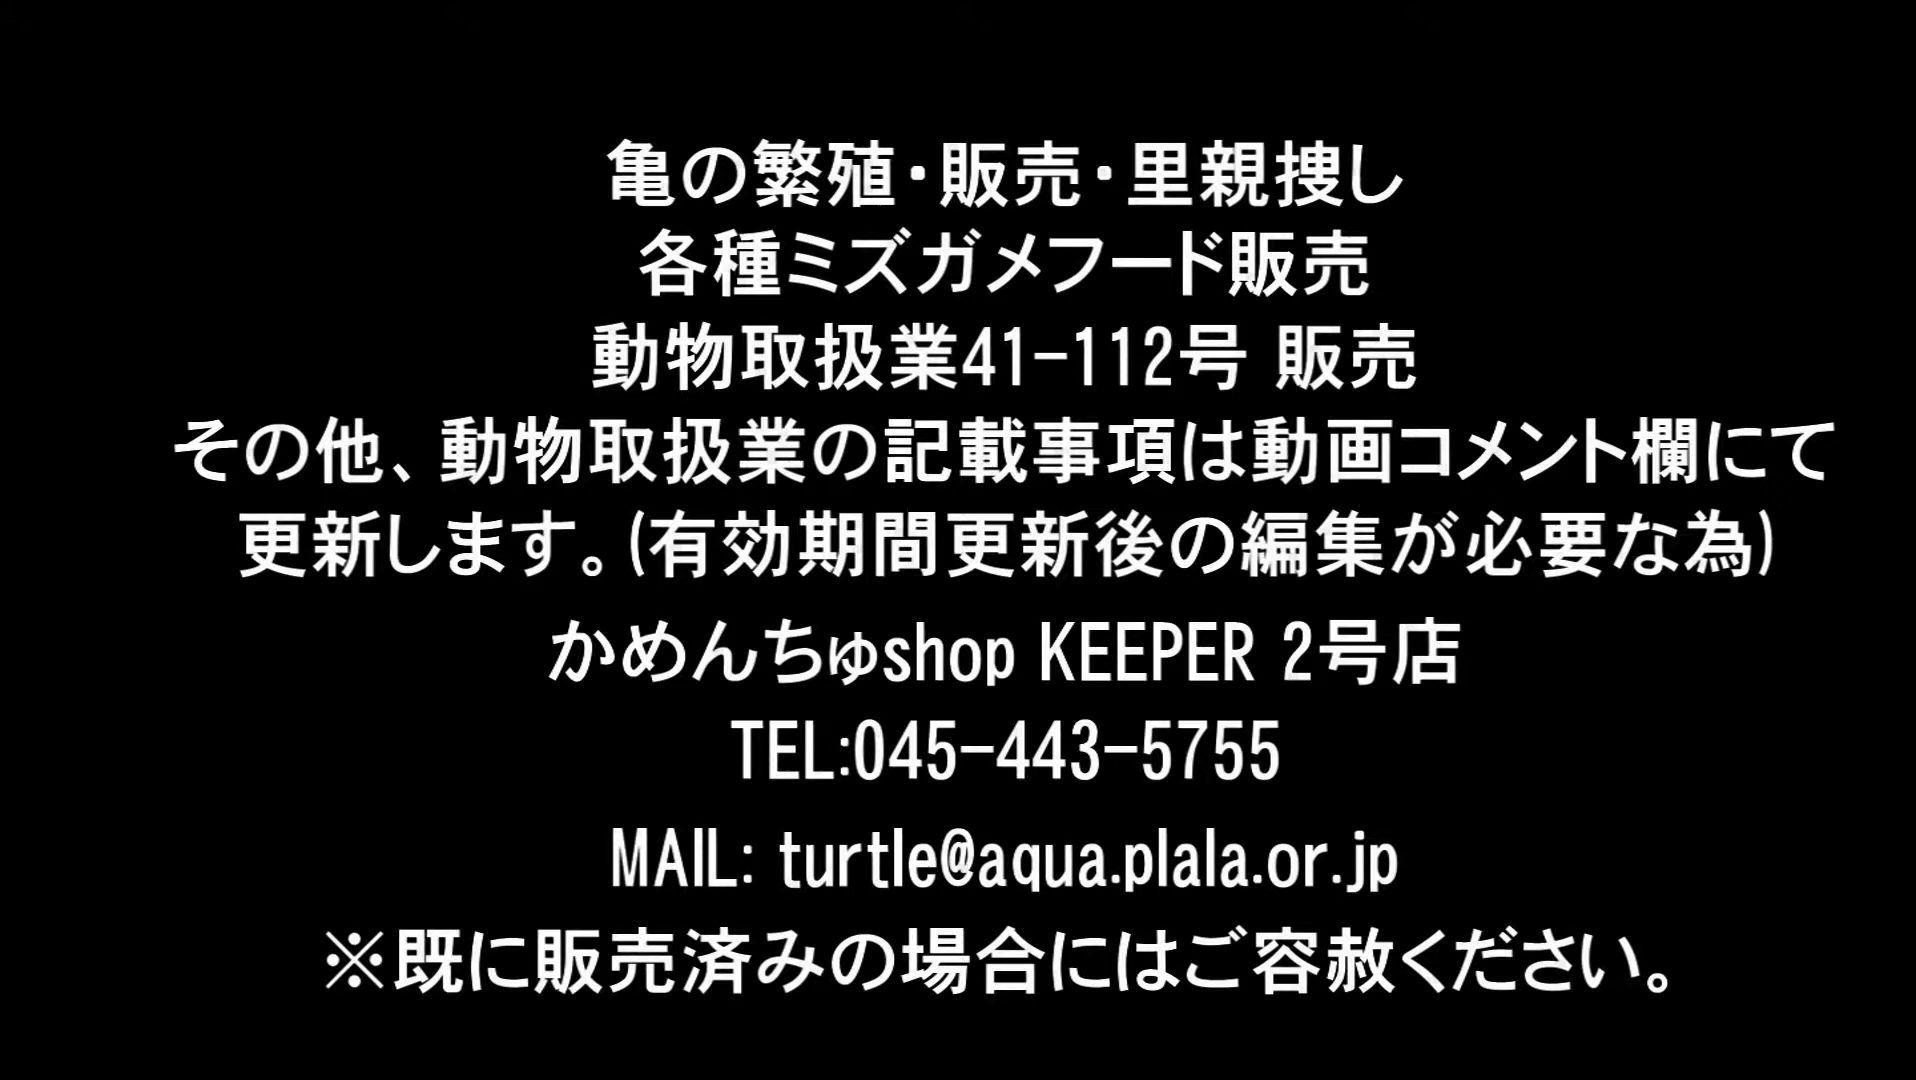 亀の繁殖・販売・里親捜し
各種ミズガメフード販売
動物取扱業41-112号 販売
その他、動物取扱業の記載事項は動画コメント欄にて
更新します。(有効期間更新後の編集が必要な為)
かめんちゅshop KEEPER 2号店
TEL:045-443-5755
MAIL: turtle@aqua.plala.or.jp
※既に販売済みの場合にはご容赦ください。